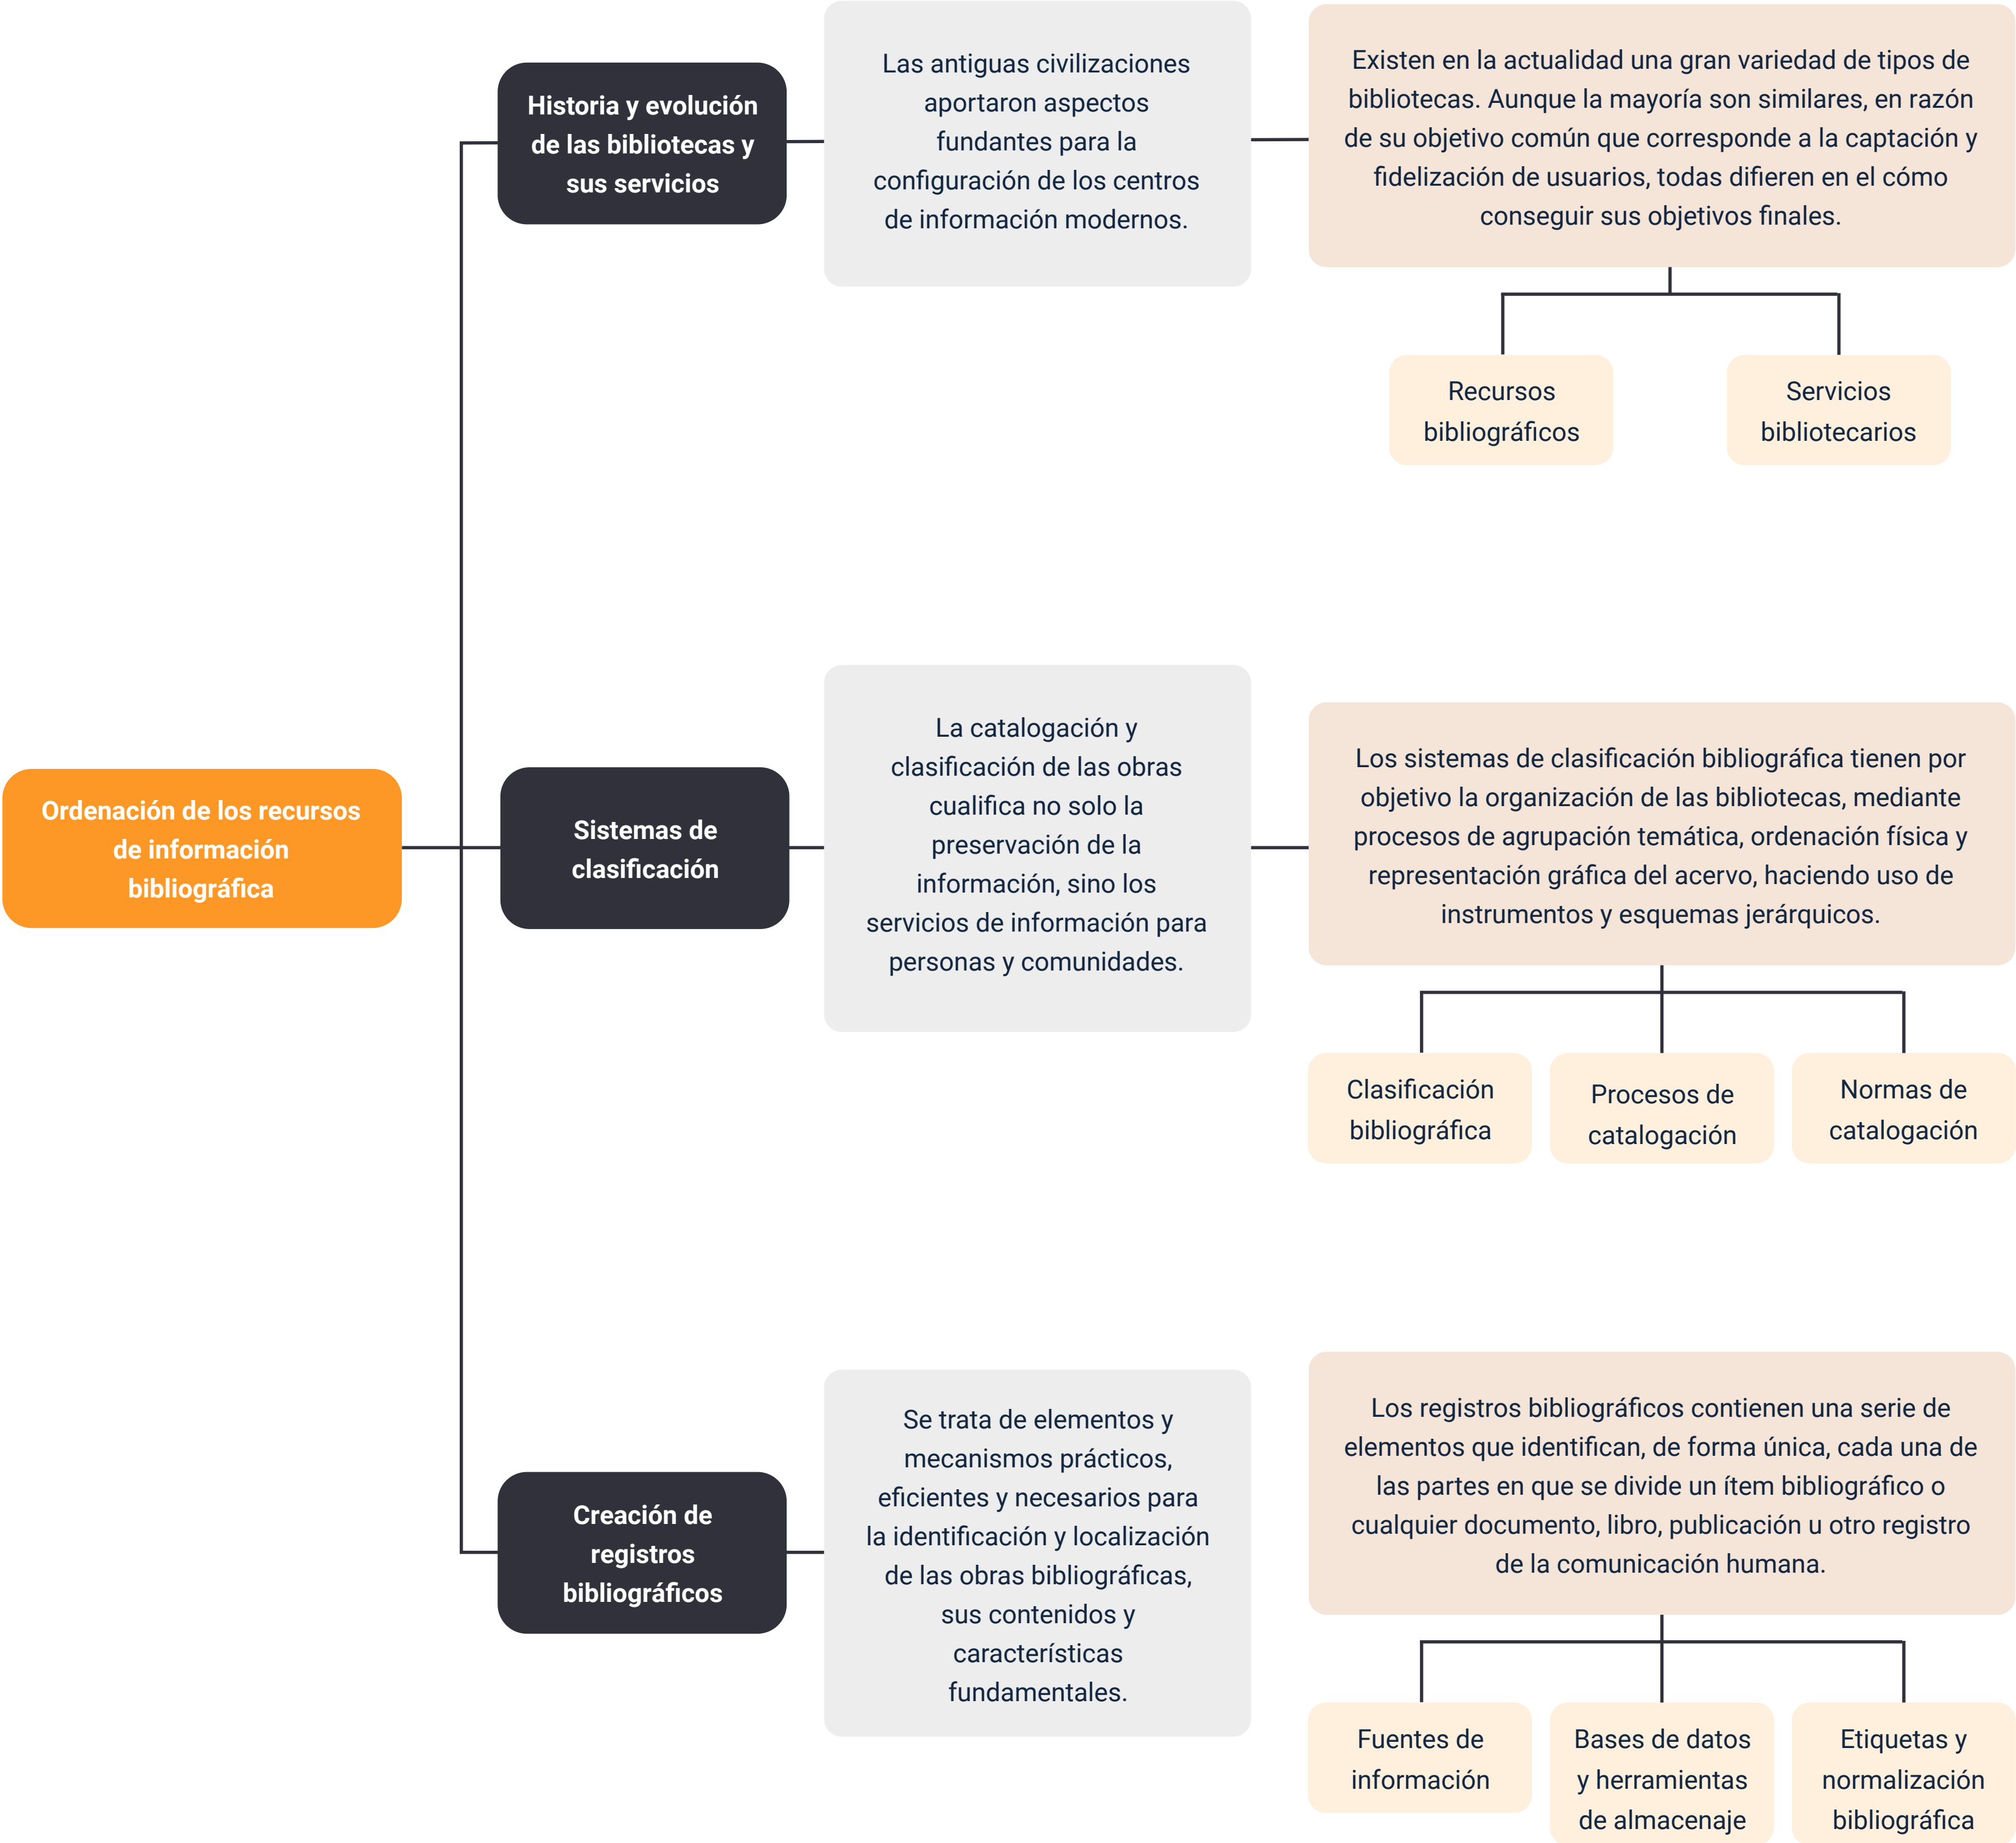 Ordenación de los recursos
de información
bibliográfica
Historia y evolución
de las bibliotecas y
sus servicios
Las antiguas civilizaciones
aportaron aspectos
fundantes para la
configuración de los centros
de información modernos.
Existen en la actualidad una gran variedad de tipos de
bibliotecas. Aunque la mayoría son similares, en razón
de su objetivo común que corresponde a la captación y
fidelización de usuarios, todas difieren en el cómo
conseguir sus objetivos finales.
Recursos
bibliográficos
Servicios
bibliotecarios
Sistemas de
clasificación
La catalogación y
clasificación de las obras
cualifica no solo la
preservación de la
información, sino los
servicios de información para
personas y comunidades.
Los sistemas de clasificación bibliográfica tienen por
objetivo la organización de las bibliotecas, mediante
procesos de agrupación temática, ordenación física y
representación gráfica del acervo, haciendo uso de
instrumentos y esquemas jerárquicos.
Clasificación
bibliográfica
Procesos de
catalogación
Normas de
catalogación
Creación de
registros
bibliográficos
Se trata de elementos y
mecanismos prácticos,
eficientes y necesarios para
la identificación y localización
de las obras bibliográficas,
sus contenidos y
características
fundamentales.
Los registros bibliográficos contienen una serie de
elementos que identifican, de forma única, cada una de
las partes en que se divide un ítem bibliográfico o
cualquier documento, libro, publicación u otro registro
de la comunicación humana.
Fuentes de
información
Bases de datos
y herramientas
de almacenaje
Etiquetas y
normalización
bibliográfica